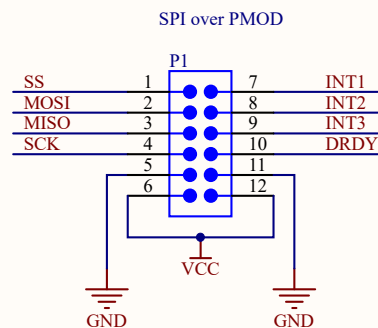 SPI over PMOD
P1
SS 1 7 INT1
MOSI 2 8 INT2
MISO 3 9 INT3
SCK 4 10 DRDY
5 11
6 12
VCC
GND GND